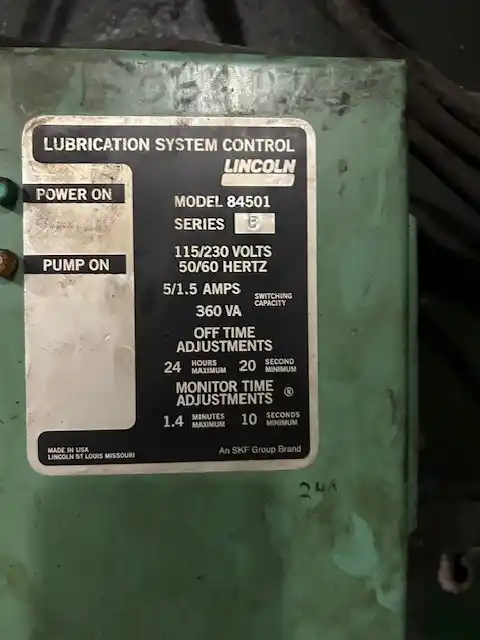 LUBRICATION SYSTEM CONTROL
LINCOLN
POWER ON
MODEL 84501
SERIES
115/230 VOLTS
50/60 HERTZ
PUMP ON
5/1.5 AMPS SWITCHING CAPACITY
360 VA
OFF TIME
ADJUSTMENTS
24 HOURS MAXIMUM 20 SECOND MINIMUM
MONITOR TIME
ADJUSTMENTS ®
1.4 MINUTES MAXIMUM 10 SECONDS MINIMUM
MADE IN USA
LINCOLN ST LOUIS MISSOURI
An SKF Group Brand